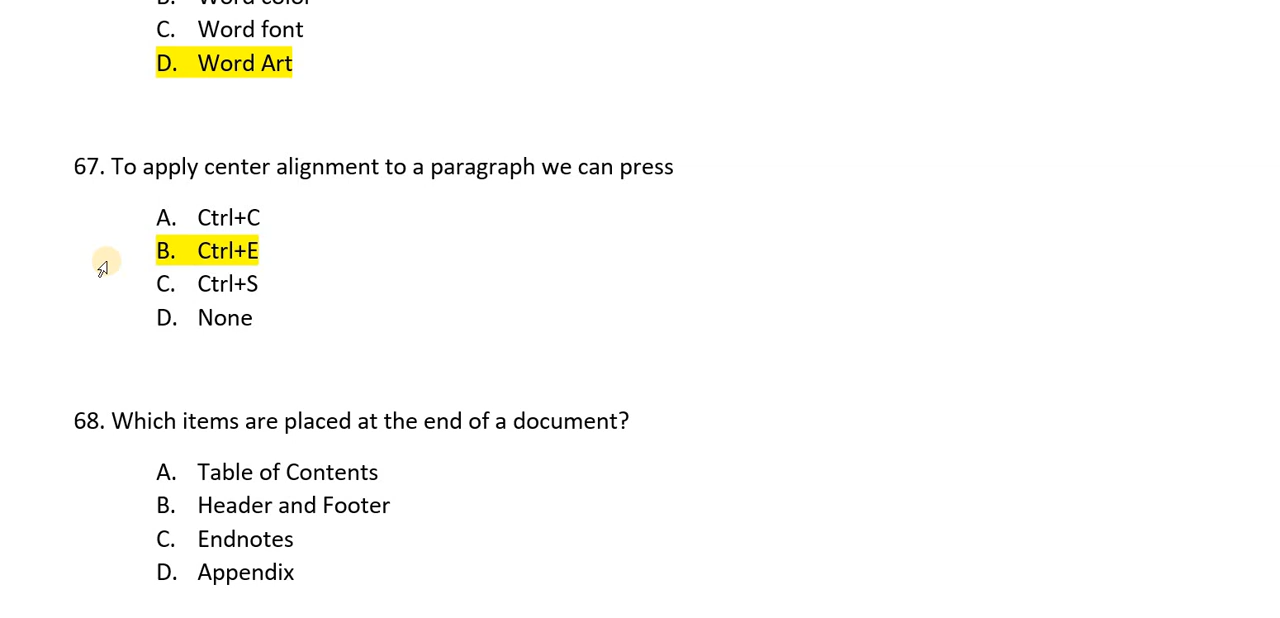 C. Word font
D. Word Art
67. To apply center alignment to a paragraph we can press
A. Ctrl+C
B. Ctrl+E
C. Ctrl+S
D. None
68. Which items are placed at the end of a document?
A. Table of Contents
B. Header and Footer
C. Endnotes
D. Appendix